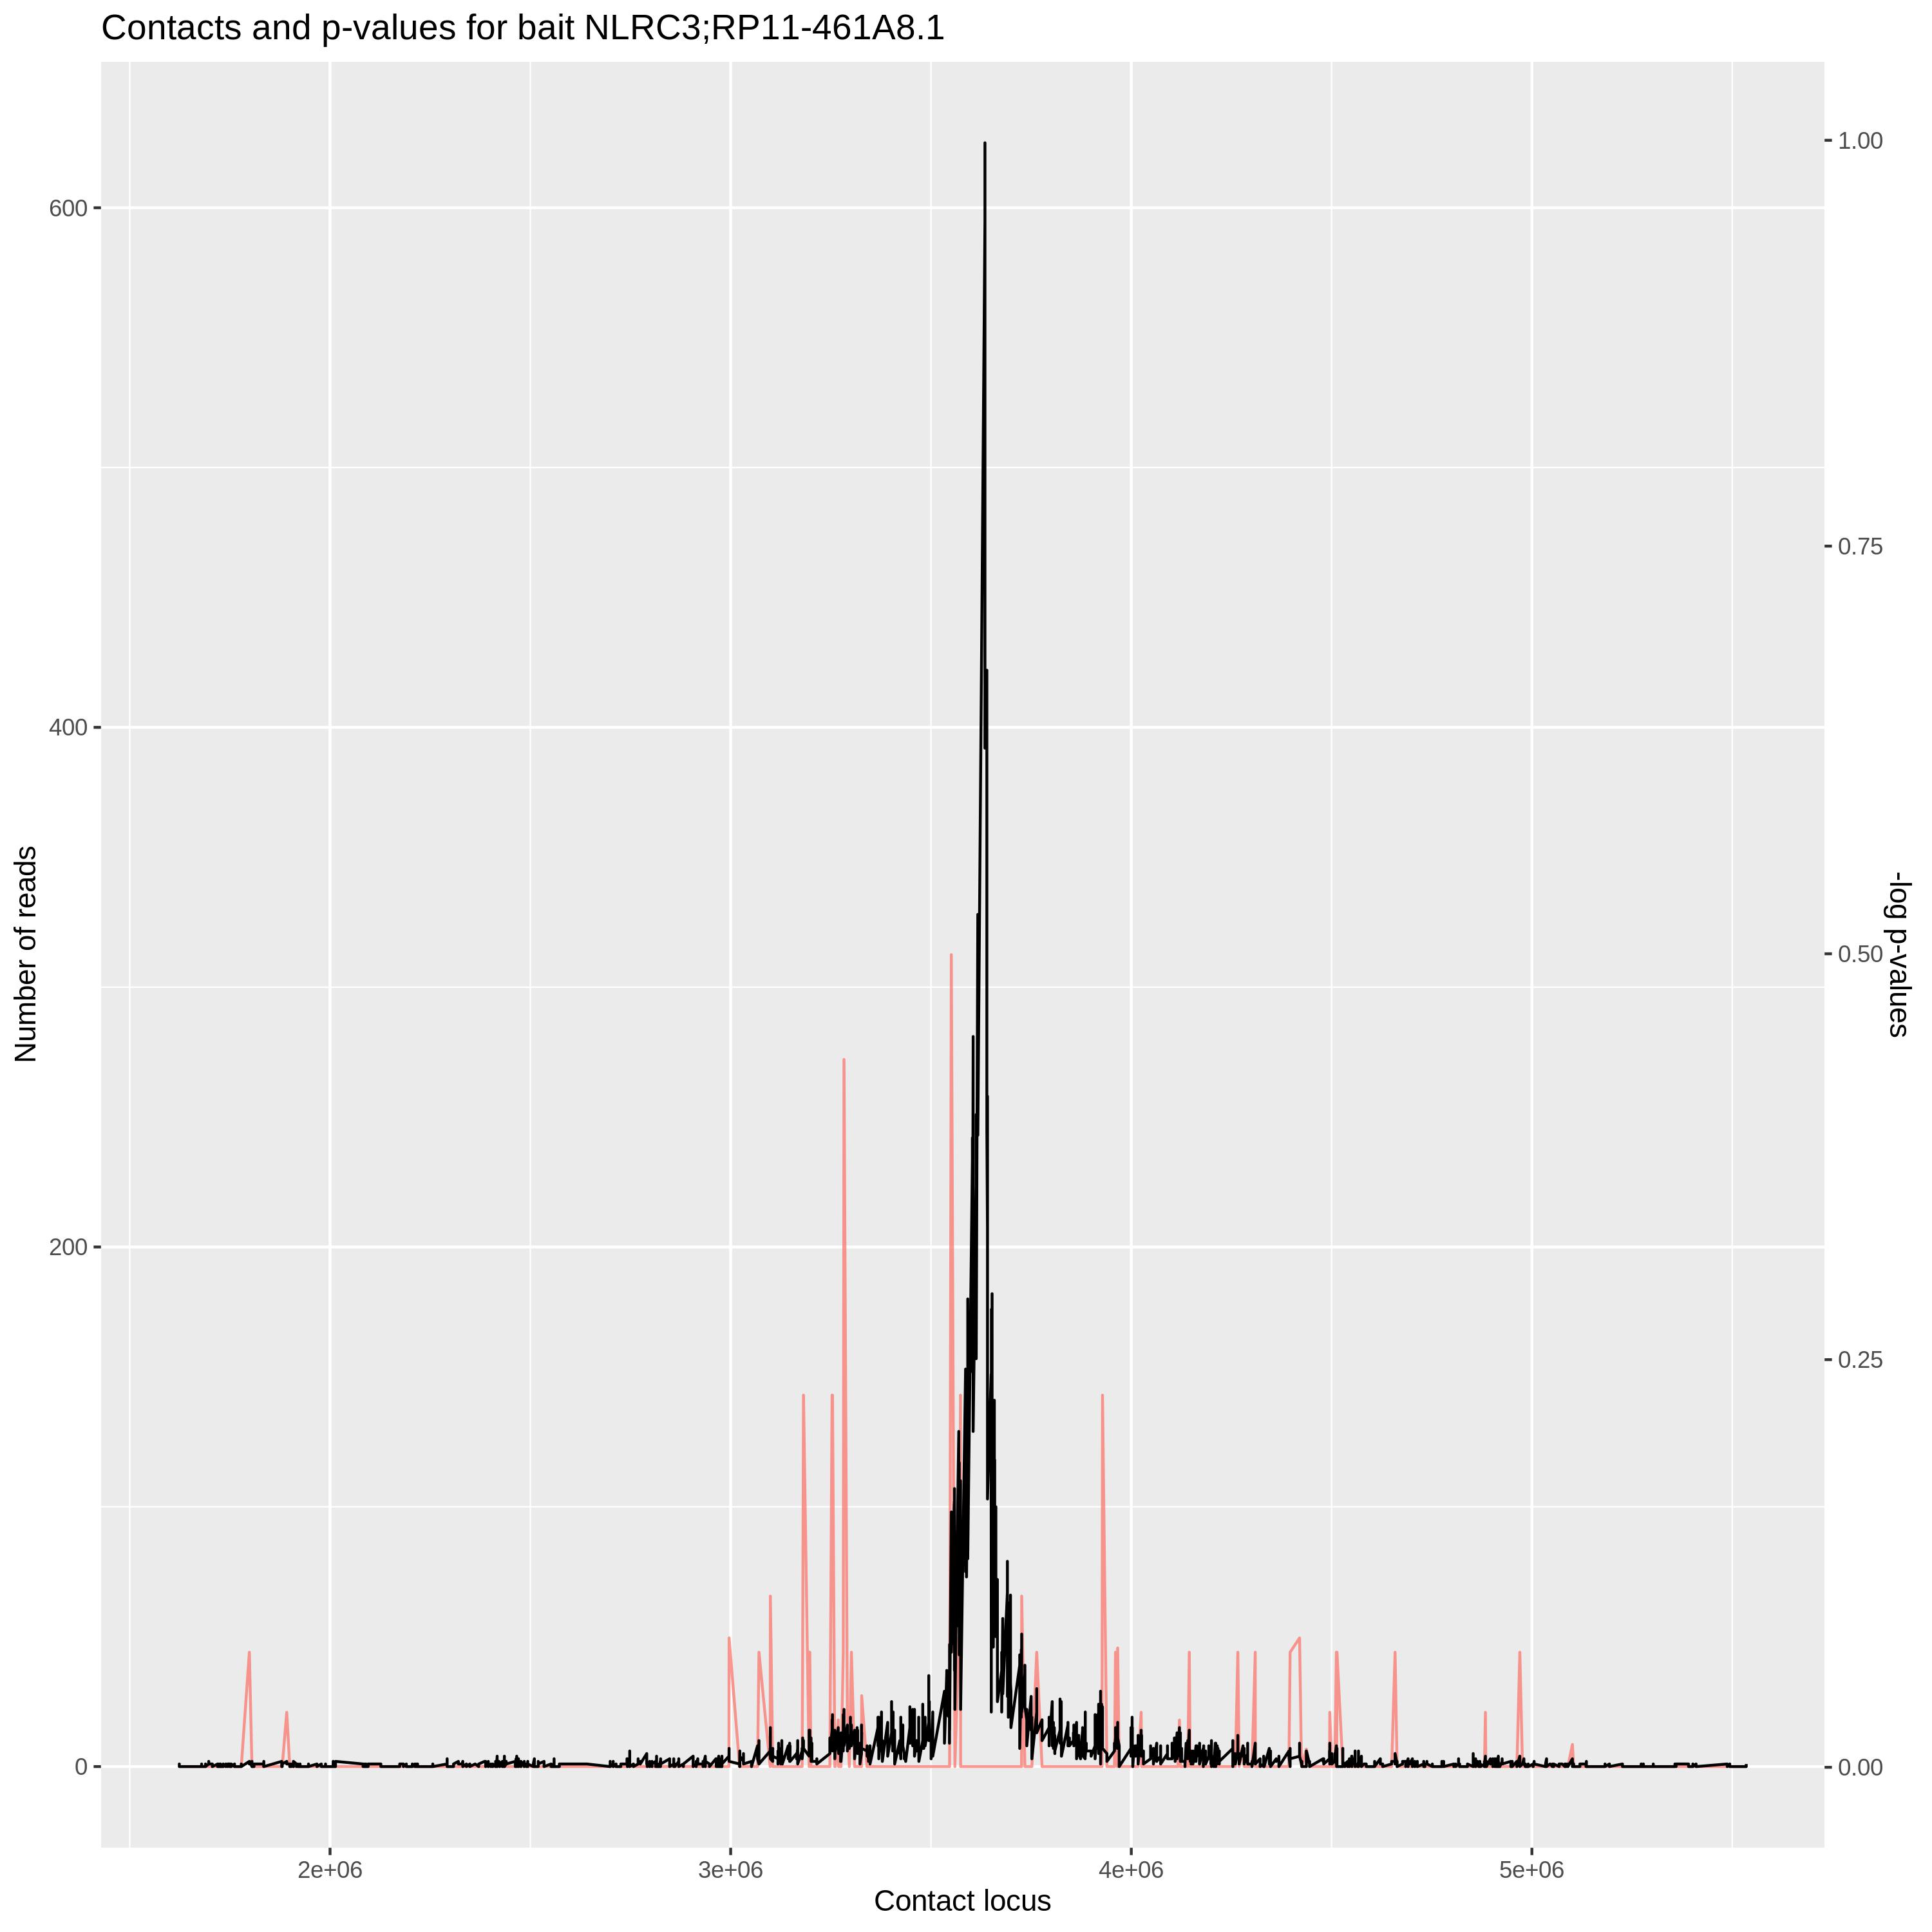 Contacts and p-values for bait NLRC3;RP11-461A8.1
600
400
200
0
Number of reads
1.00
0.75
0.50
0.25
0.00
-log p-values
2e+06
3e+06
4e+06
5e+06
Contact locus